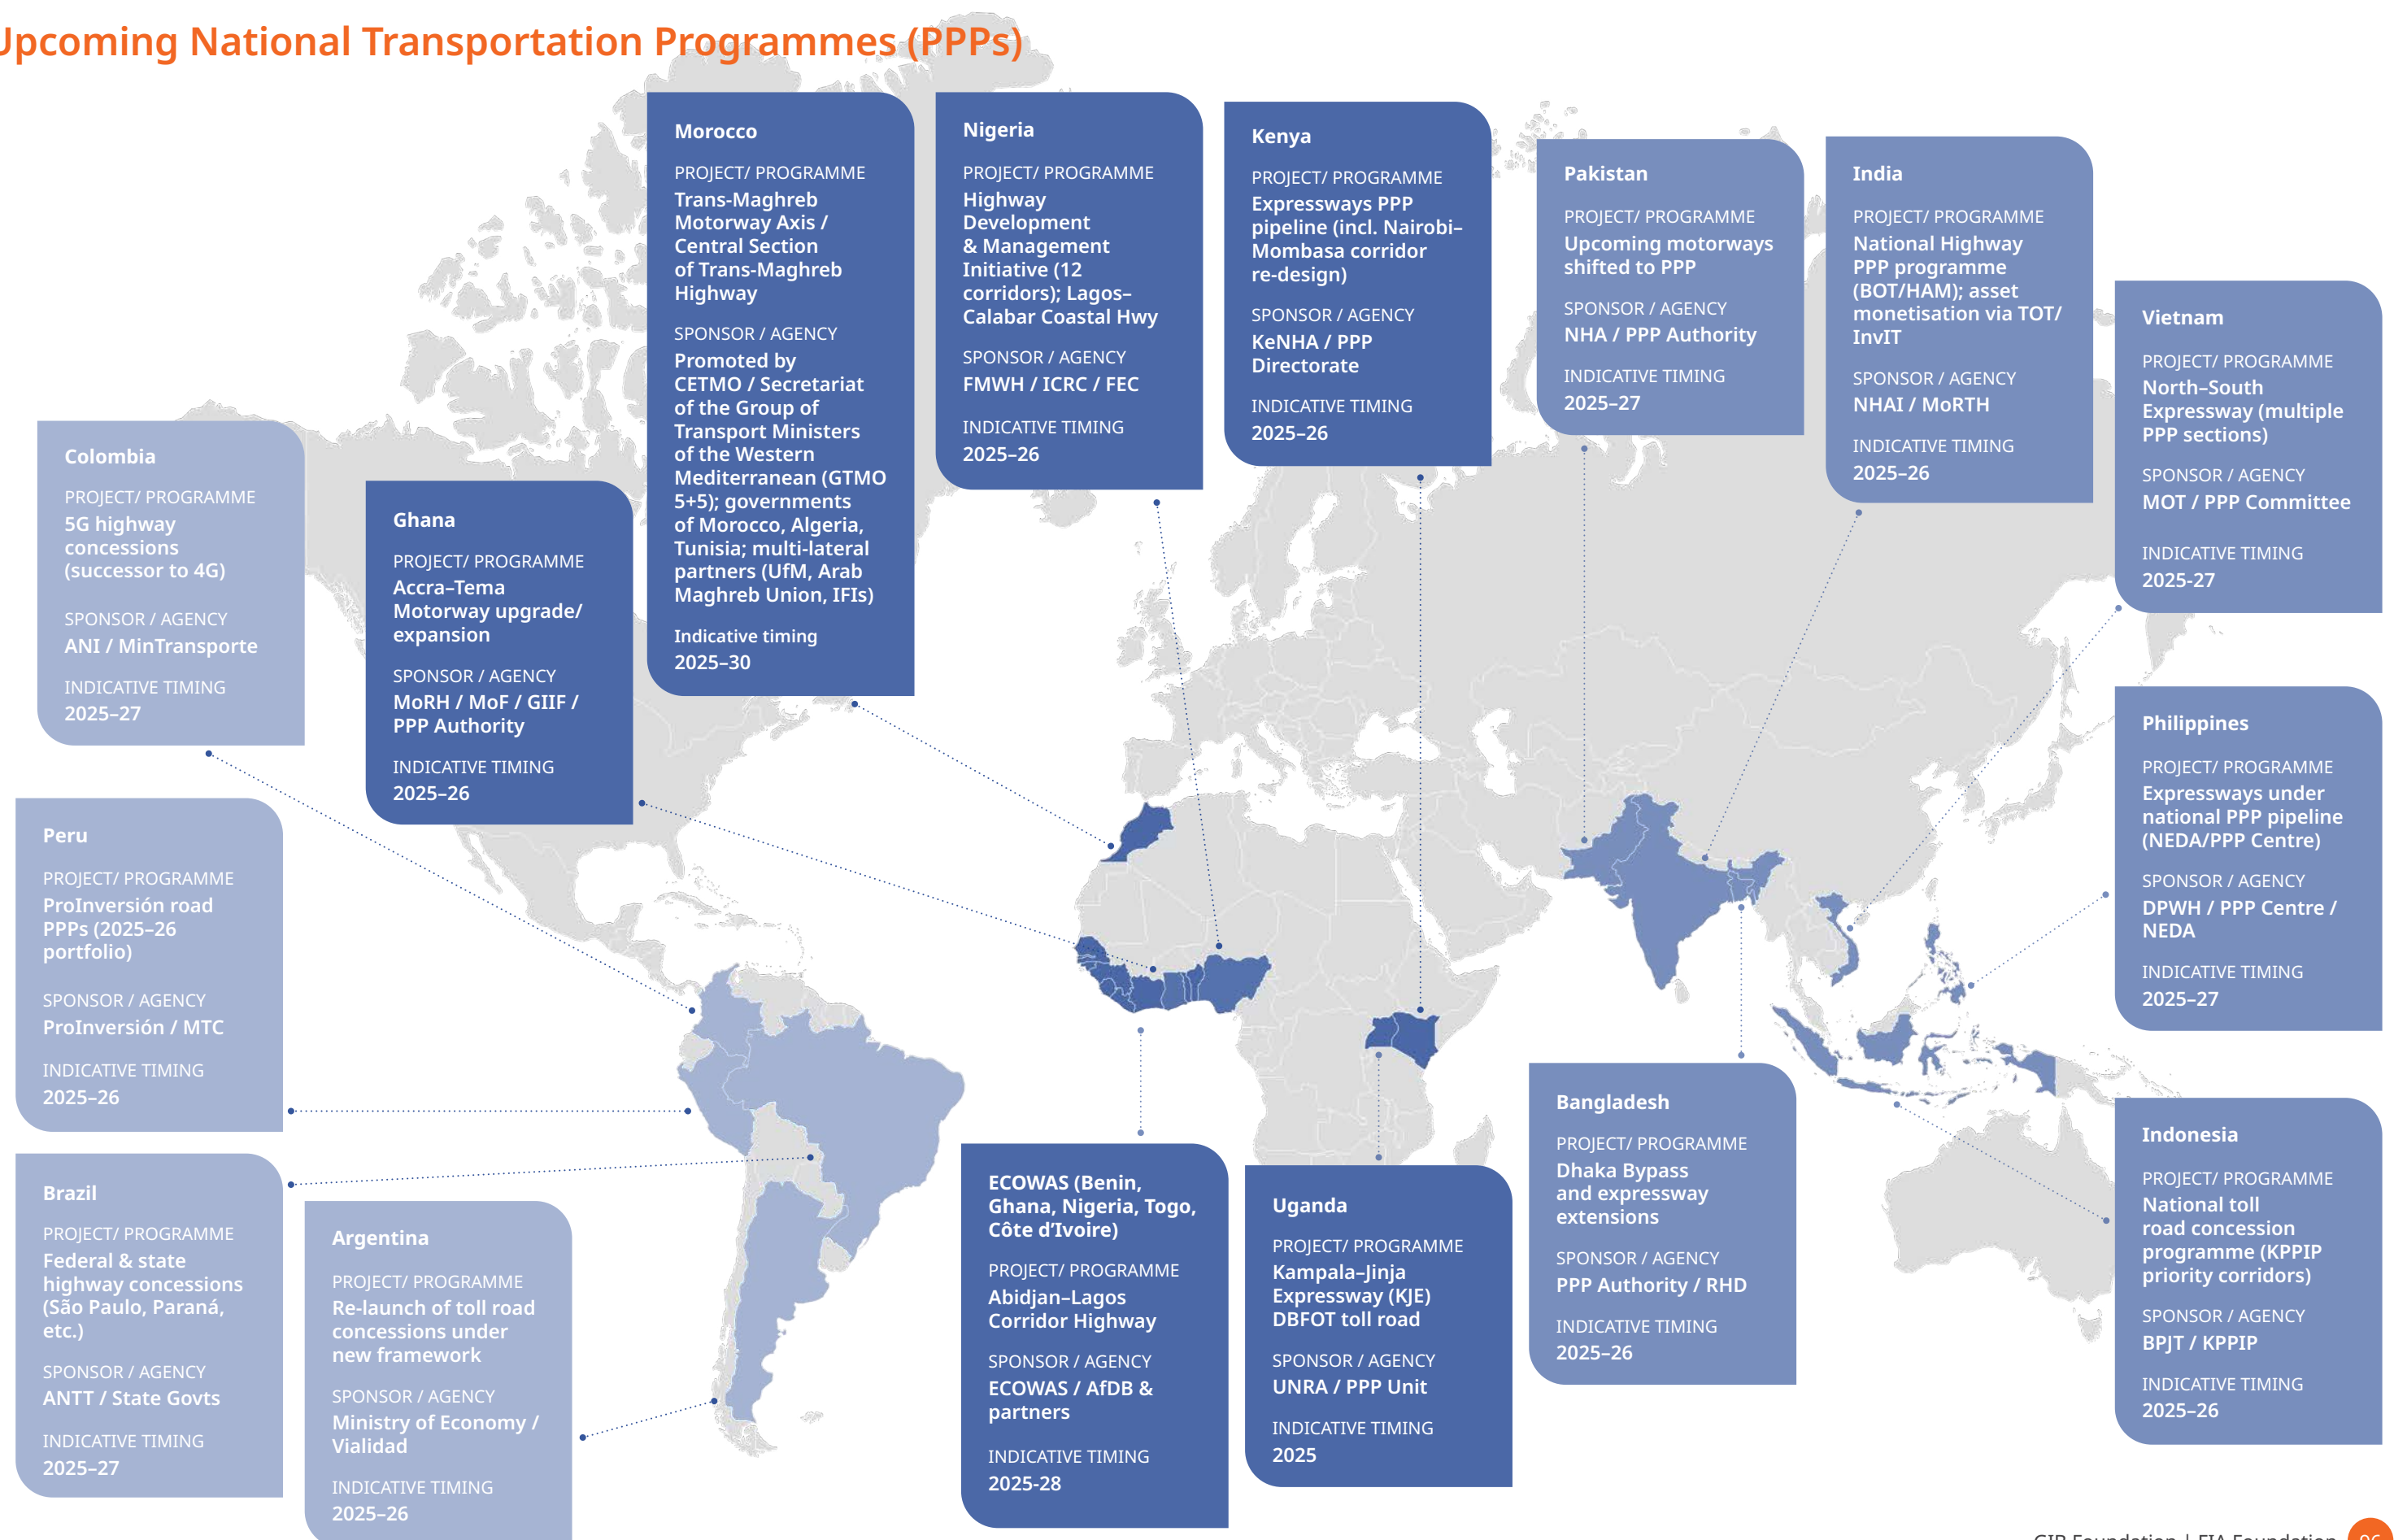 Upcoming National Transportation Programmes (PPPs)
Morocco
PROJECT/ PROGRAMME
Trans-Maghreb
Motorway Axis /
Central Section
of Trans-Maghreb
Highway
SPONSOR / AGENCY
Promoted by
CETMO / Secretariat
of the Group of
Transport Ministers
of the Western
Mediterranean (GTMO
5+5); governments
of Morocco, Algeria,
Tunisia; multi-lateral
partners (UfM, Arab
Maghreb Union, IFIs)
Indicative timing
2025–30
Nigeria
PROJECT/ PROGRAMME
Highway
Development
& Management
Initiative (12
corridors); Lagos–
Calabar Coastal Hwy
SPONSOR / AGENCY
FMWH / ICRC / FEC
INDICATIVE TIMING
2025–26
Kenya
PROJECT/ PROGRAMME
Expressways PPP
pipeline (incl. Nairobi–
Mombasa corridor
re-design)
SPONSOR / AGENCY
KeNHA / PPP
Directorate
INDICATIVE TIMING
2025–26
Pakistan
PROJECT/ PROGRAMME
Upcoming motorways
shifted to PPP
SPONSOR / AGENCY
NHA / PPP Authority
INDICATIVE TIMING
2025–27
India
PROJECT/ PROGRAMME
National Highway
PPP programme
(BOT/HAM); asset
monetisation via TOT/
InvIT
SPONSOR / AGENCY
NHAI / MoRTH
INDICATIVE TIMING
2025–26
Vietnam
PROJECT/ PROGRAMME
North–South
Expressway (multiple
PPP sections)
SPONSOR / AGENCY
MOT / PPP Committee
INDICATIVE TIMING
2025-27
Colombia
PROJECT/ PROGRAMME
5G highway
concessions
(successor to 4G)
SPONSOR / AGENCY
ANI / MinTransporte
INDICATIVE TIMING
2025–27
Ghana
PROJECT/ PROGRAMME
Accra–Tema
Motorway upgrade/
expansion
SPONSOR / AGENCY
MoRH / MoF / GIIF /
PPP Authority
INDICATIVE TIMING
2025–26
Philippines
PROJECT/ PROGRAMME
Expressways under
national PPP pipeline
(NEDA/PPP Centre)
SPONSOR / AGENCY
DPWH / PPP Centre /
NEDA
INDICATIVE TIMING
2025–27
Peru
PROJECT/ PROGRAMME
ProInversión road
PPPs (2025–26
portfolio)
SPONSOR / AGENCY
ProInversión / MTC
INDICATIVE TIMING
2025–26
Brazil
PROJECT/ PROGRAMME
Federal & state
highway concessions
(São Paulo, Paraná,
etc.)
SPONSOR / AGENCY
ANTT / State Govts
INDICATIVE TIMING
2025–27
Argentina
PROJECT/ PROGRAMME
Re-launch of toll road
concessions under
new framework
SPONSOR / AGENCY
Ministry of Economy /
Vialidad
INDICATIVE TIMING
2025–26
ECOWAS (Benin,
Ghana, Nigeria, Togo,
Côte d’Ivoire)
PROJECT/ PROGRAMME
Abidjan–Lagos
Corridor Highway
SPONSOR / AGENCY
ECOWAS / AfDB &
partners
INDICATIVE TIMING
2025-28
Uganda
PROJECT/ PROGRAMME
Kampala–Jinja
Expressway (KJE)
DBFOT toll road
SPONSOR / AGENCY
UNRA / PPP Unit
INDICATIVE TIMING
2025
Bangladesh
PROJECT/ PROGRAMME
Dhaka Bypass
and expressway
extensions
SPONSOR / AGENCY
PPP Authority / RHD
INDICATIVE TIMING
2025–26
Indonesia
PROJECT/ PROGRAMME
National toll
road concession
programme (KPPIP
priority corridors)
SPONSOR / AGENCY
BPJT / KPPIP
INDICATIVE TIMING
2025–26